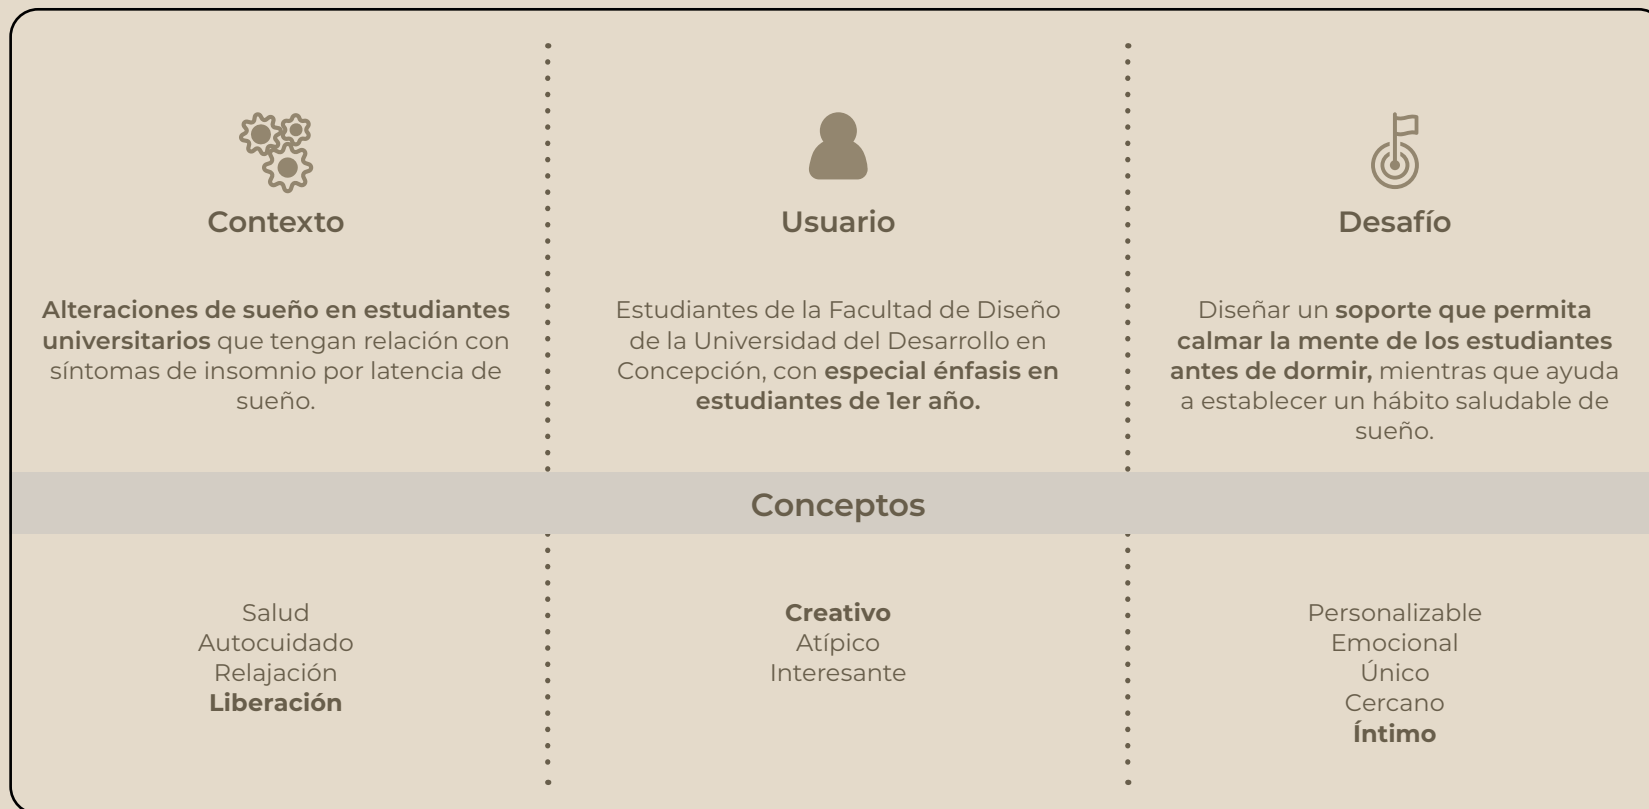 Contexto
Alteraciones de sueño en estudiantes
universitarios que tengan relación con
síntomas de insomnio por latencia de
sueño.
Usuario
Estudiantes de la Facultad de Diseño
de la Universidad del Desarrollo en
Concepción, con especial énfasis en
estudiantes de 1er año.
Desafío
Diseñar un soporte que permita
calmar la mente de los estudiantes
antes de dormir, mientras que ayuda
a establecer un hábito saludable de
sueño.
Conceptos
Salud
Autocuidado
Relajación
Liberación
Creativo
Atípico
Interesante
Personalizable
Emocional
Único
Cercano
Íntimo